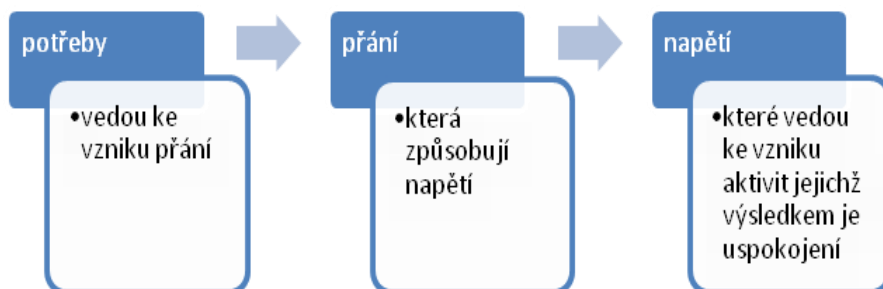 potřeby
•vedou ke
vzniku přání
přání
•která
způsobují
napětí
napětí
•které vedou
ke vzniku
aktivit jejichž
výsledkem je
uspokojení